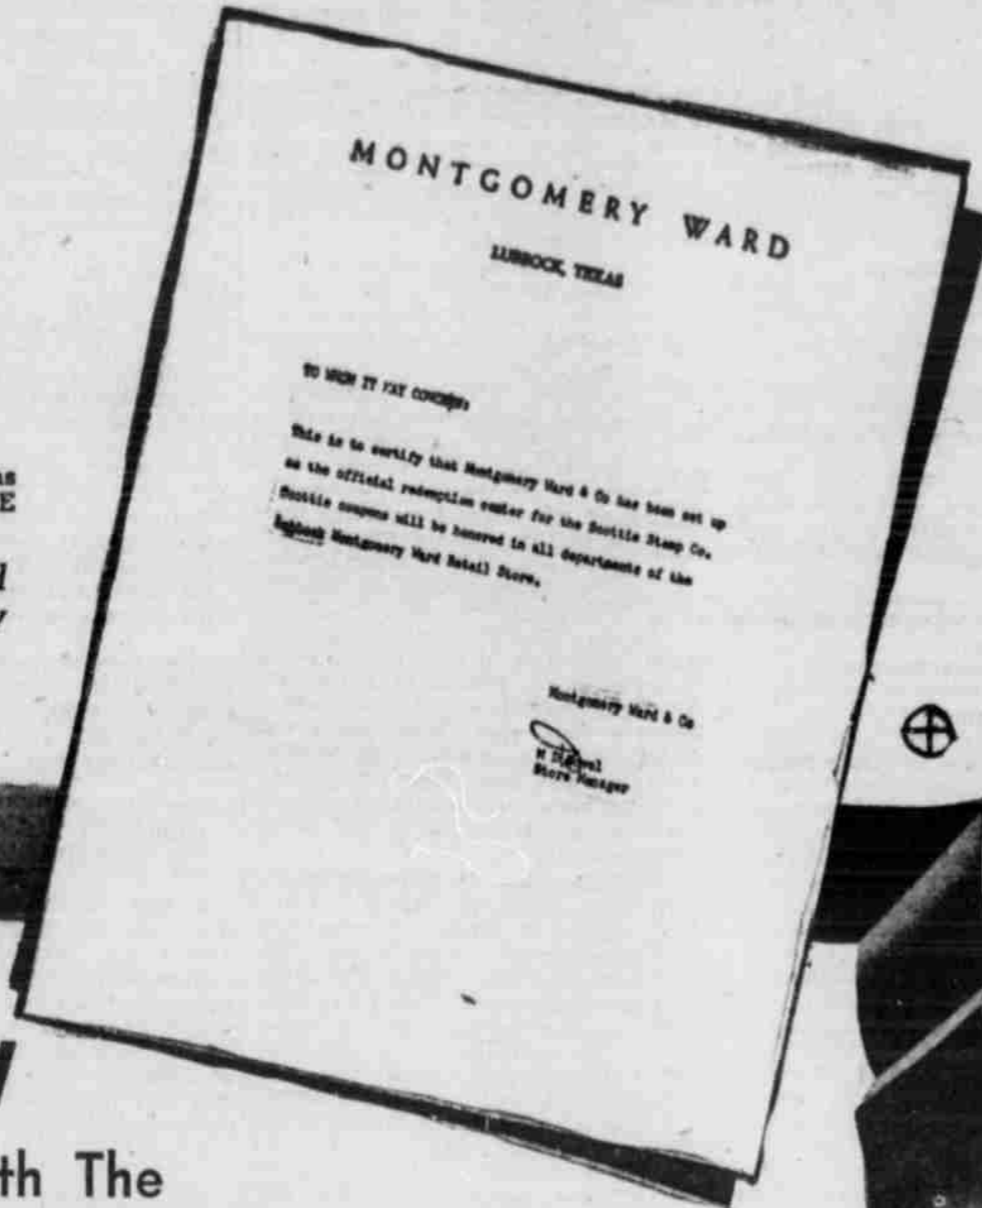 MONTGOMERY WARD
LUBBOCK, TEXAS
TO WHOM IT MAY CONCERN:
This is to certify that Montgomery Ward & Co has been set up
as the official redemption center for the Scottie Stamp Co.
Scottie coupons will be honored in all departments of the
Lubbock Montgomery Ward Retail Store.
Montgomery Ward & Co
M
Store Manager
as
E
l
y
th The